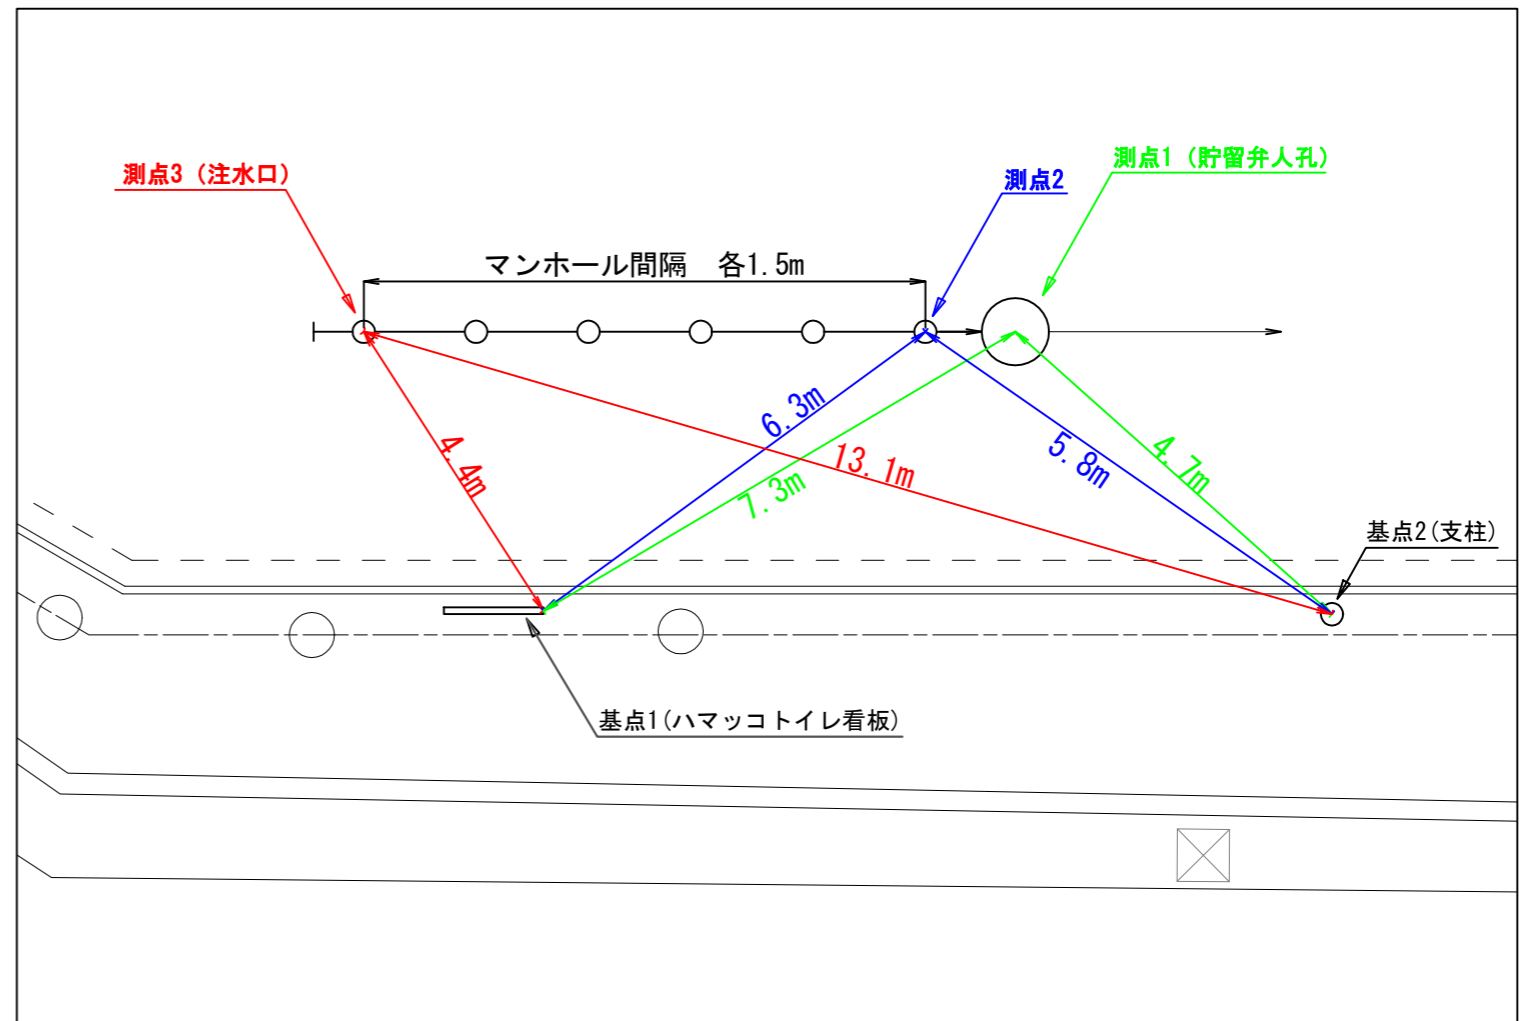 測点1（貯留弁人孔）
測点3（注水口）
測点2
マンホール間隔　各1.5m
6.3m
4.4m
13.1m
5.8m
4.7m
7.3m
基点2(支柱)
基点1(ハマッコトイレ看板)